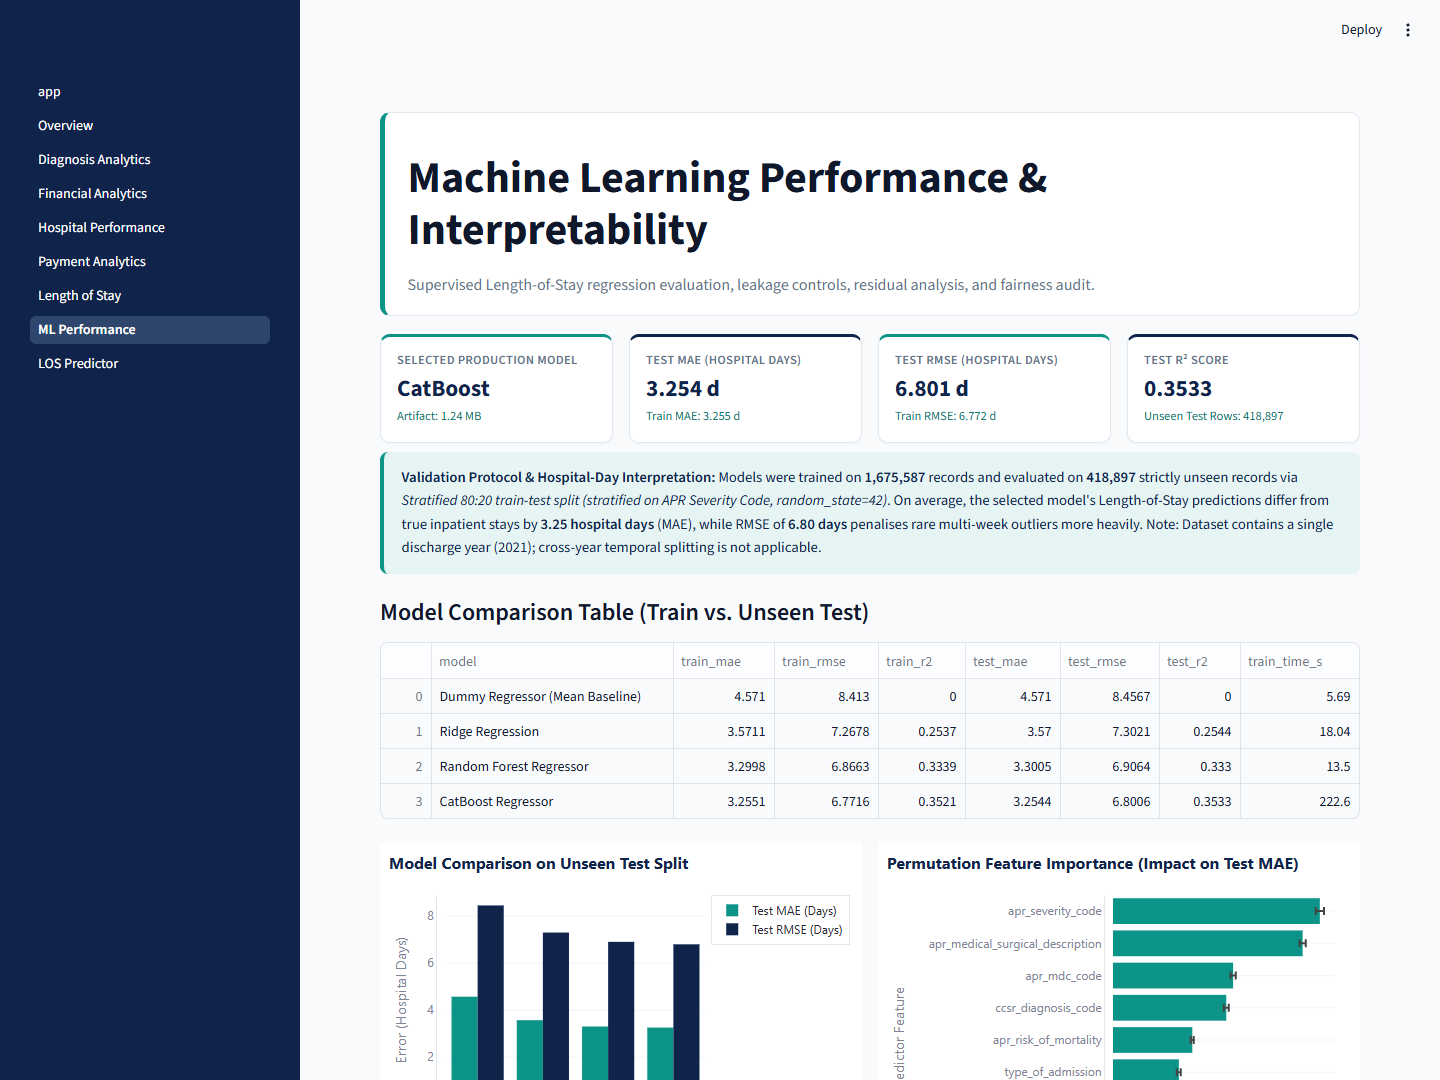 Deploy
app
Overview
Diagnosis Analytics
Financial Analytics
Hospital Performance
Payment Analytics
Length of Stay
ML Performance
LOS Predictor
Machine Learning Performance &
Interpretability
Supervised Length-of-Stay regression evaluation, leakage controls, residual analysis, and fairness audit.
SELECTED PRODUCTION MODEL
CatBoost
Artifact: 1.24 MB
TEST MAE (HOSPITAL DAYS)
3.254 d
Train MAE: 3.255 d
TEST RMSE (HOSPITAL DAYS)
6.801 d
Train RMSE: 6.772 d
TEST R² SCORE
0.3533
Unseen Test Rows: 418,897
Validation Protocol & Hospital-Day Interpretation: Models were trained on 1,675,587 records and evaluated on 418,897 strictly unseen records via
Stratified 80:20 train-test split (stratified on APR Severity Code, random_state=42). On average, the selected model's Length-of-Stay predictions differ from
true inpatient stays by 3.25 hospital days (MAE), while RMSE of 6.80 days penalises rare multi-week outliers more heavily. Note: Dataset contains a single
discharge year (2021); cross-year temporal splitting is not applicable.
Model Comparison Table (Train vs. Unseen Test)
model train_mae train_rmse train_r2 test_mae test_rmse test_r2 train_time_s
0 Dummy Regressor (Mean Baseline) 4.571 8.413 0 4.571 8.4567 0 5.69
1 Ridge Regression 3.5711 7.2678 0.2537 3.57 7.3021 0.2544 18.04
2 Random Forest Regressor 3.2998 6.8663 0.3339 3.3005 6.9064 0.333 13.5
3 CatBoost Regressor 3.2551 6.7716 0.3521 3.2544 6.8006 0.3533 222.6
Model Comparison on Unseen Test Split
Test MAE (Days)
Test RMSE (Days)
Error (Hospital Days)
8
6
4
2
Permutation Feature Importance (Impact on Test MAE)
apr_severity_code
apr_medical_surgical_description
apr_mdc_code
ccsr_diagnosis_code
apr_risk_of_mortality
type_of_admission
Feature